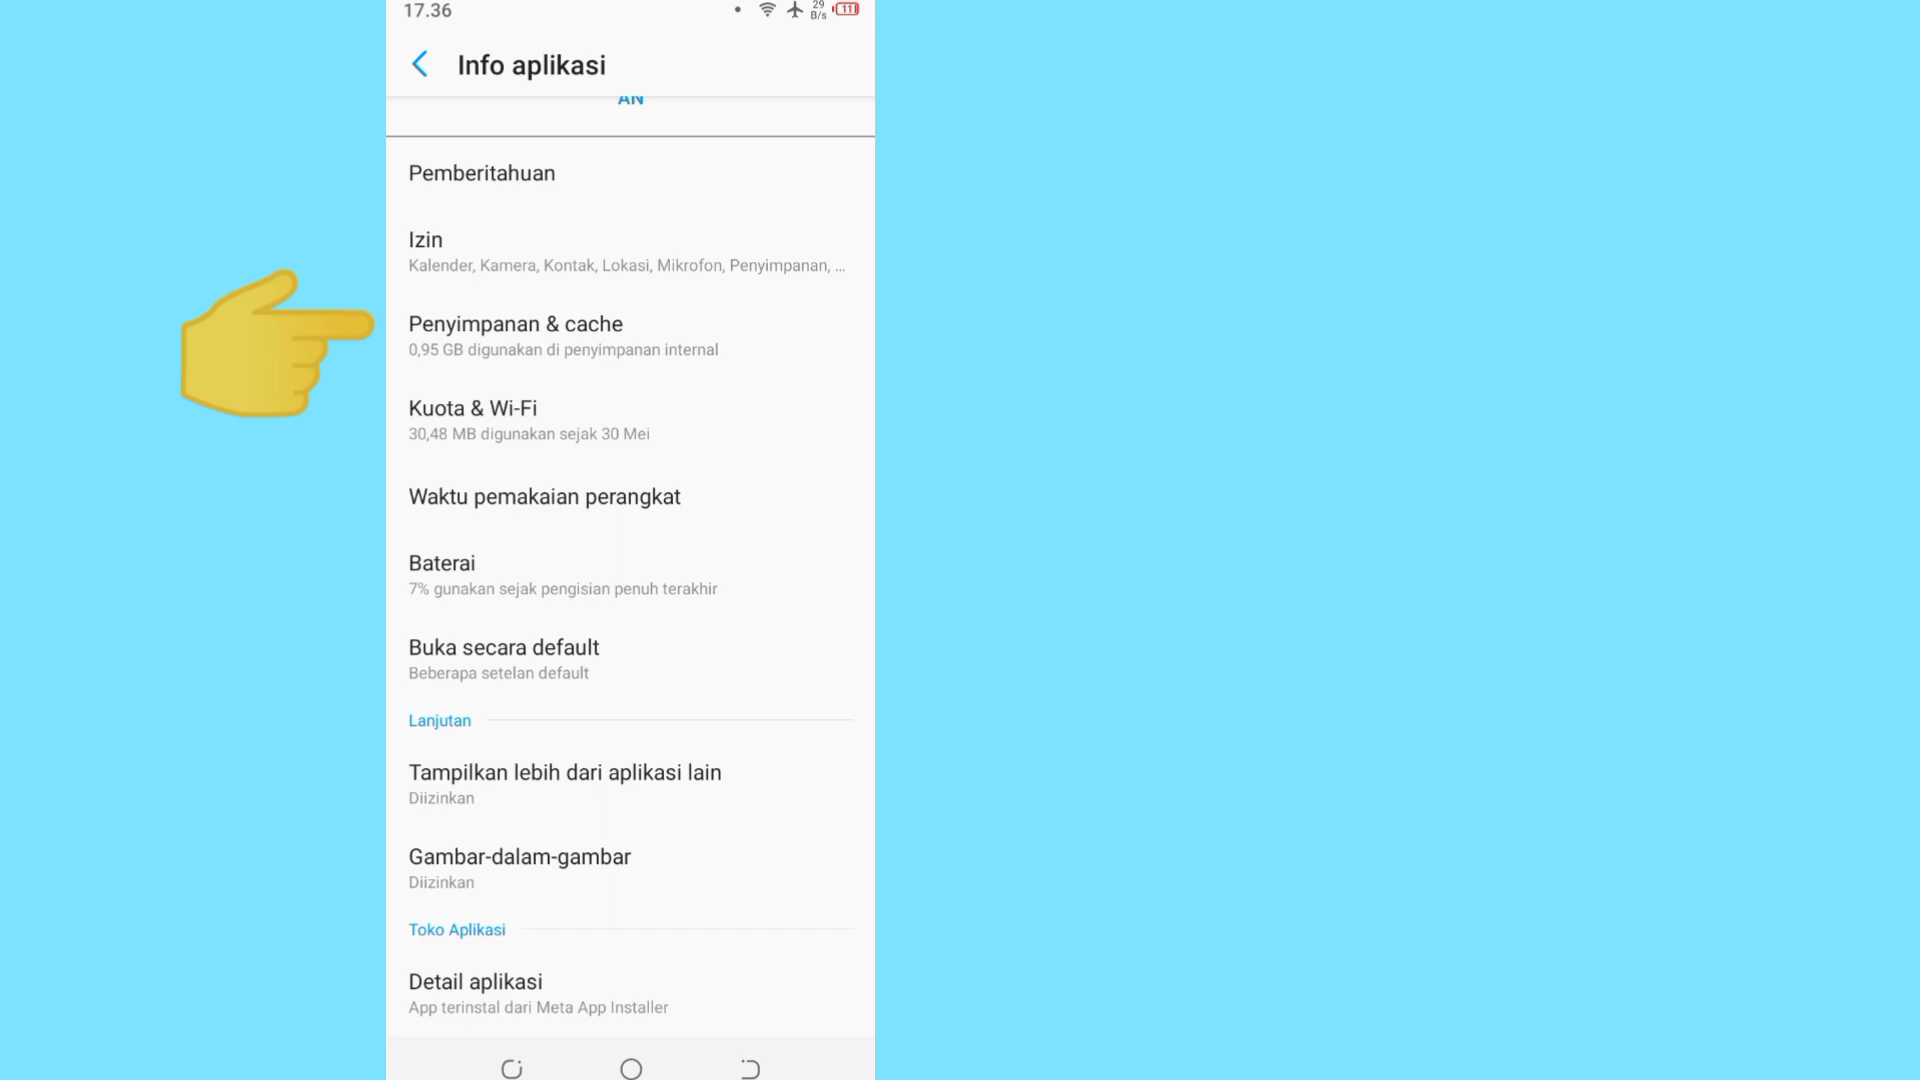 17.36
29
B/s
11
Info aplikasi
AN
Pemberitahuan
Izin
Kalender, Kamera, Kontak, Lokasi, Mikrofon, Penyimpanan, ...
Penyimpanan & cache
0,95 GB digunakan di penyimpanan internal
Kuota & Wi-Fi
30,48 MB digunakan sejak 30 Mei
Waktu pemakaian perangkat
Baterai
7% gunakan sejak pengisian penuh terakhir
Buka secara default
Beberapa setelan default
Lanjutan
Tampilkan lebih dari aplikasi lain
Diizinkan
Gambar-dalam-gambar
Diizinkan
Toko Aplikasi
Detail aplikasi
App terinstal dari Meta App Installer